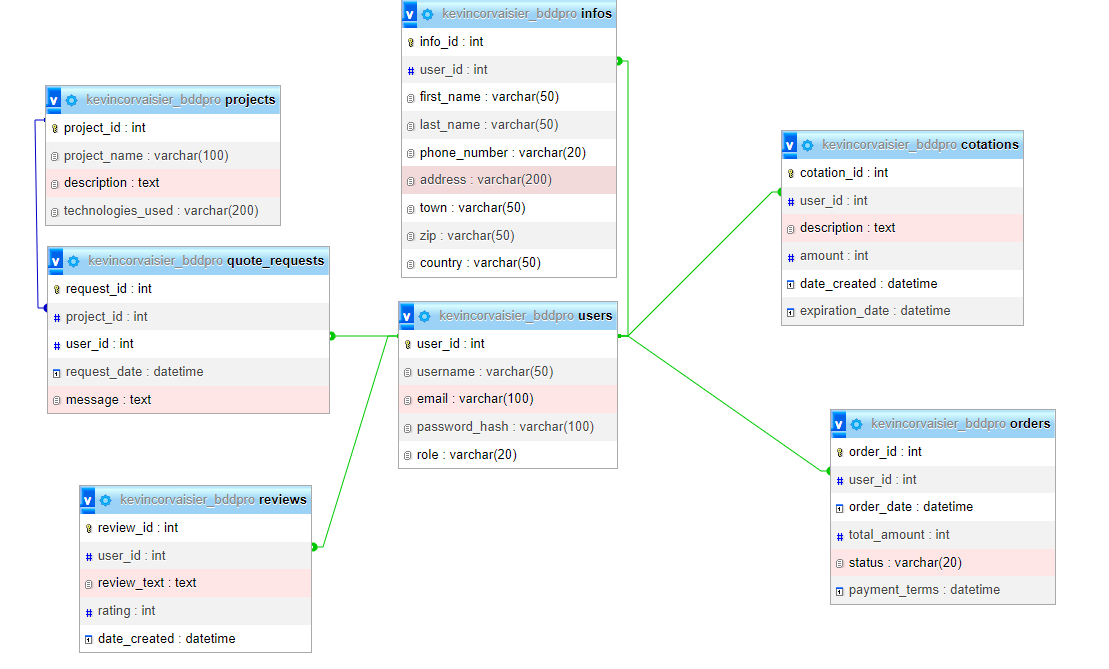 v kevincorvaisier_bddpro infos
info_id : int
# user_id : int
first_name : varchar(50)
last_name : varchar(50)
phone_number : varchar(20)
address : varchar(200)
town : varchar(50)
zip : varchar(50)
country : varchar(50)
v kevincorvaisier_bddpro projects
project_id : int
project_name : varchar(100)
description : text
technologies_used : varchar(200)
v kevincorvaisier_bddpro quote_requests
request_id : int
# project_id : int
# user_id : int
request_date : datetime
message : text
v kevincorvaisier_bddpro users
user_id : int
username : varchar(50)
email : varchar(100)
password_hash : varchar(100)
role : varchar(20)
v kevincorvaisier_bddpro cotations
cotation_id : int
# user_id : int
description : text
# amount : int
date_created : datetime
expiration_date : datetime
v kevincorvaisier_bddpro reviews
review_id : int
# user_id : int
review_text : text
# rating : int
date_created : datetime
v kevincorvaisier_bddpro orders
order_id : int
# user_id : int
order_date : datetime
# total_amount : int
status : varchar(20)
payment_terms : datetime